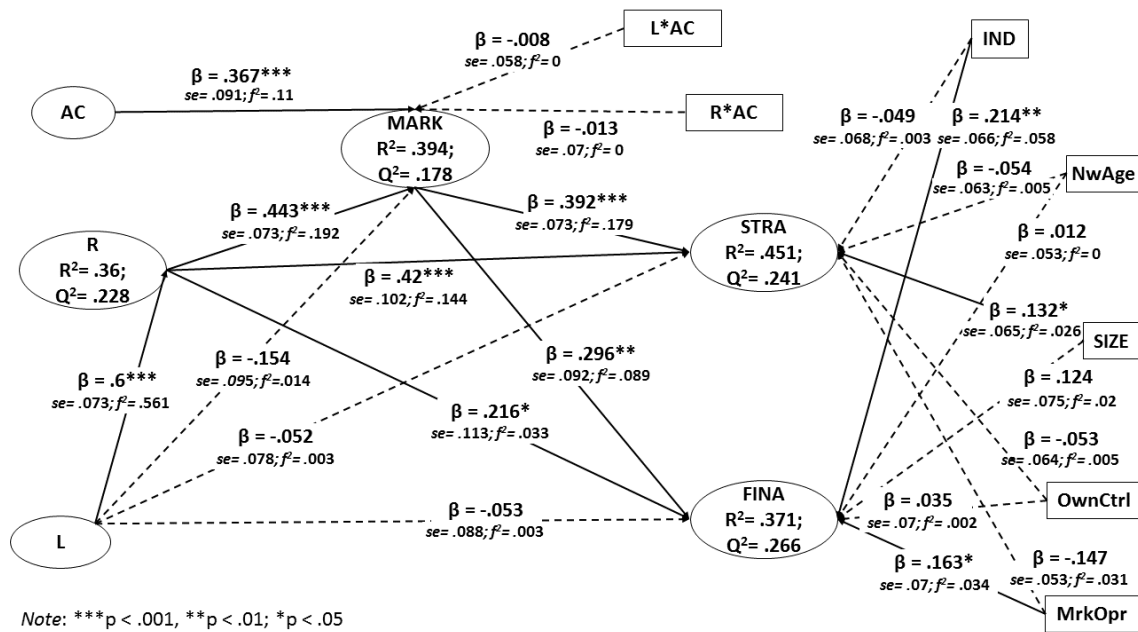 L*AC
IND
β = -.008
se= .058; f²= 0
β = .367***
se= .091; f²= .11
AC
R*AC
MARK
R²= .394;
Q²= .178
β = -.013
se= .07; f²= 0
β = -.049
se= .068; f²= .003
β = .214**
se= .066; f²= .058
β = -.054
se= .063; f²= .005
NwAge
β = .443***
se= .073; f²= .192
β = .392***
se= .073; f²= .179
R
R²= .36;
Q²= .228
STRA
R²= .451;
Q²= .241
β = .012
se= .053; f²= 0
β = .42***
se= .102; f²= .144
β = .132*
se= .065; f²= .026
SIZE
β = -.154
se= .095; f²= .014
β = .296**
se= .092; f²= .089
β = .6***
se= .073; f²= .561
β = .124
se= .075; f²= .02
β = .216*
se= .113; f²= .033
β = -.052
se= .078; f²= .003
β = -.053
se= .064; f²= .005
FINA
R²= .371;
Q²= .266
OwnCtrl
β = .035
se= .07; f²= .002
β = -.053
se= .088; f²= .003
L
β = .163*
se= .07; f²= .034
β = -.147
se= .053; f²= .031
MrkOpr
Note: ***p < .001, **p < .01; *p < .05